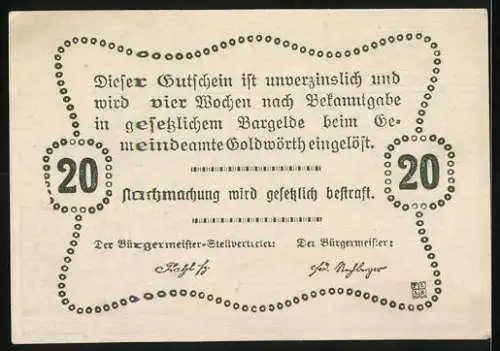 Dieser Gutschein ist unverzinslich und
wird vier Wochen nach Bekanntgabe
in gesetzlichem Bargelde beim Ge-
meindeamte Goldwörth eingelöst.
20
20
Nachmachung wird gesetzlich bestraft.
Der Bürgermeister-Stellvertreter:
Der Bürgermeister: